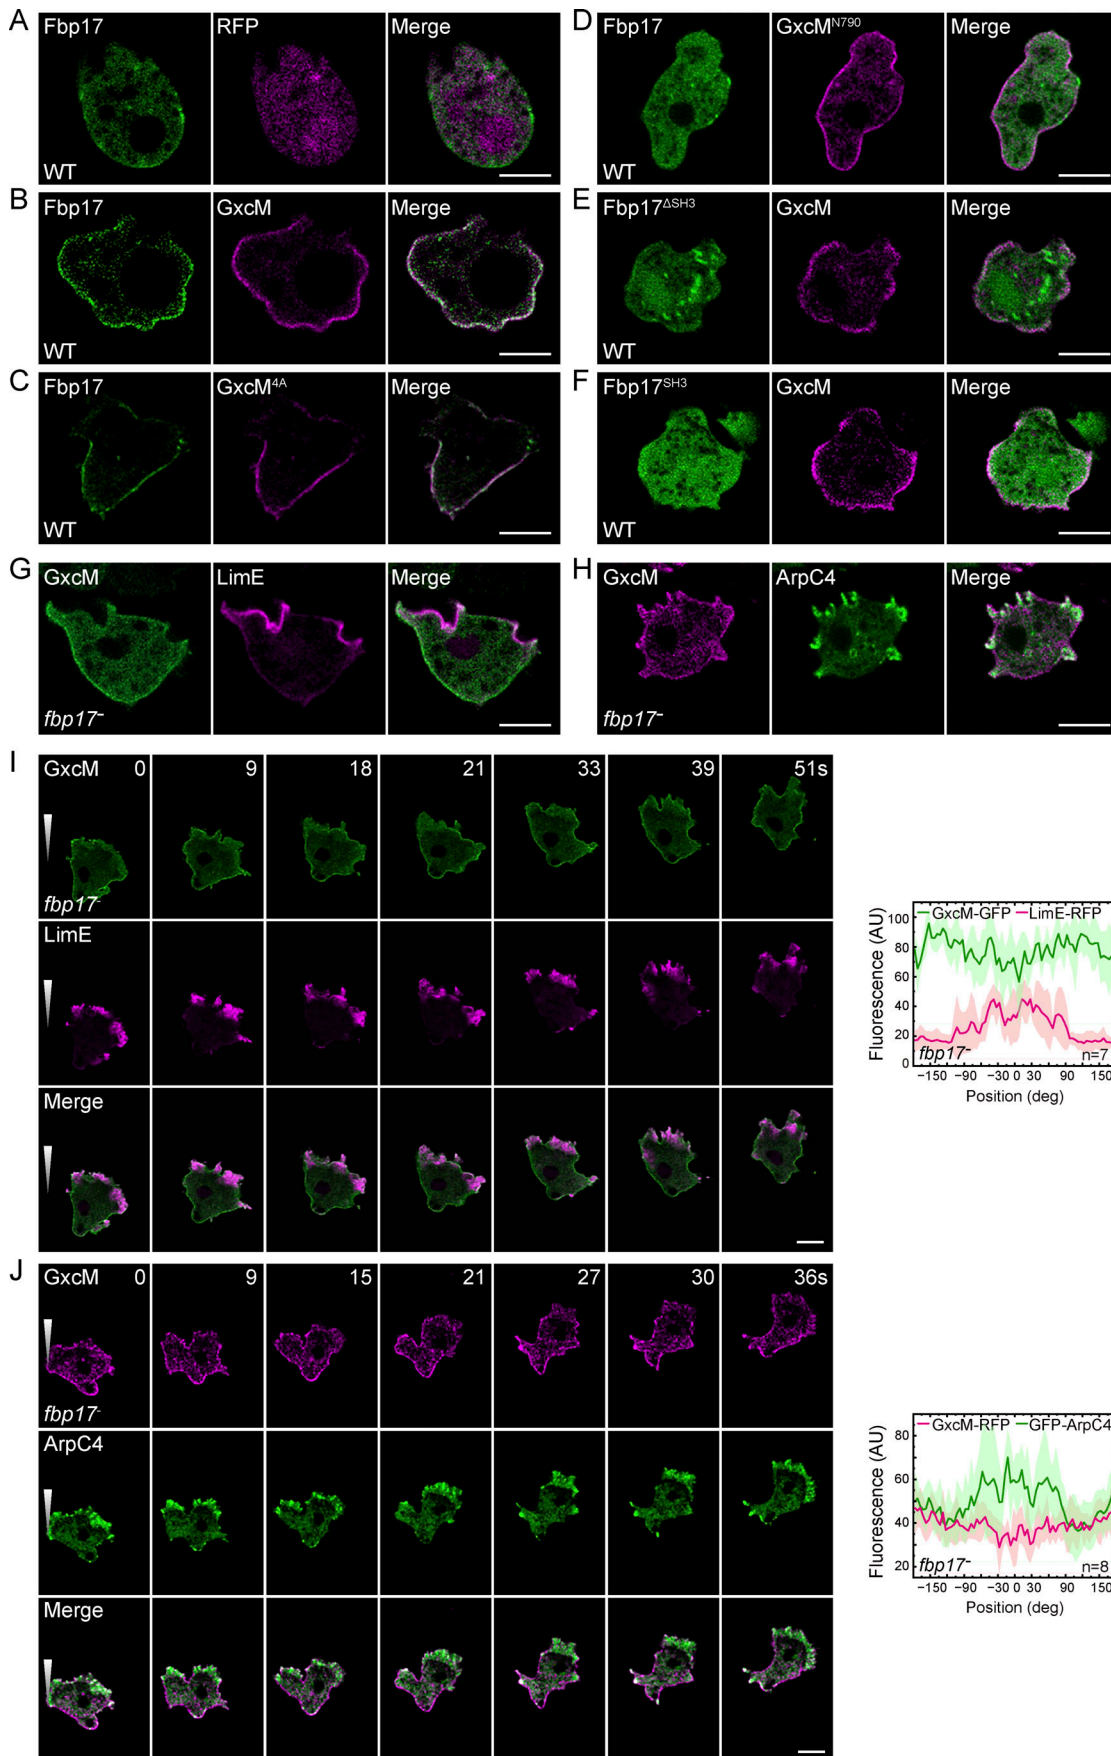 A Fbp17 RFP Merge
WT
D Fbp17 GxcM^N790 Merge
WT
B Fbp17 GxcM Merge
WT
E Fbp17^ΔSH3 GxcM Merge
WT
C Fbp17 GxcM^4A Merge
WT
F Fbp17^SH3 GxcM Merge
WT
G GxcM LimE Merge
fbp17⁻
H GxcM ArpC4 Merge
fbp17⁻
I
GxcM 0 9 18 21 33 39 51s
fbp17⁻
LimE
Merge
GxcM-GFP LimE-RFP
Fluorescence (AU)
100
80
60
40
20
0
fbp17⁻ n=7
−150 −90 −30 0 30 90 150
Position (deg)
J
GxcM 0 9 15 21 27 30 36s
fbp17⁻
ArpC4
Merge
GxcM-RFP GFP-ArpC4
Fluorescence (AU)
80
60
40
20
fbp17⁻ n=8
−150 −90 −30 0 30 90 150
Position (deg)